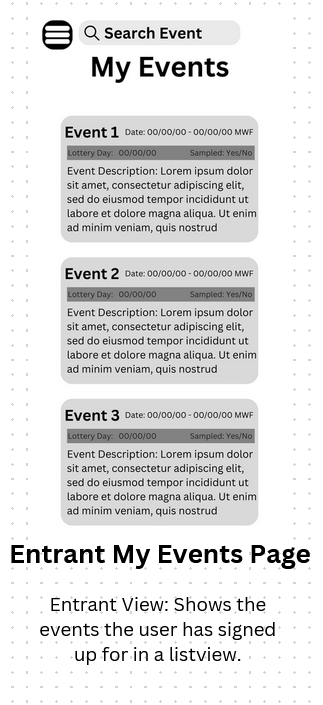 Search Event
My Events
Event 1 Date: 00/00/00 - 00/00/00 MWF
Lottery Day: 00/00/00 Sampled: Yes/No
Event Description: Lorem ipsum dolor
sit amet, consectetur adipiscing elit,
sed do eiusmod tempor incididunt ut
labore et dolore magna aliqua. Ut enim
ad minim veniam, quis nostrud
Event 2 Date: 00/00/00 - 00/00/00 MWF
Lottery Day: 00/00/00 Sampled: Yes/No
Event Description: Lorem ipsum dolor
sit amet, consectetur adipiscing elit,
sed do eiusmod tempor incididunt ut
labore et dolore magna aliqua. Ut enim
ad minim veniam, quis nostrud
Event 3 Date: 00/00/00 - 00/00/00 MWF
Lottery Day: 00/00/00 Sampled: Yes/No
Event Description: Lorem ipsum dolor
sit amet, consectetur adipiscing elit,
sed do eiusmod tempor incididunt ut
labore et dolore magna aliqua. Ut enim
ad minim veniam, quis nostrud
Entrant My Events Page
Entrant View: Shows the
events the user has signed
up for in a listview.